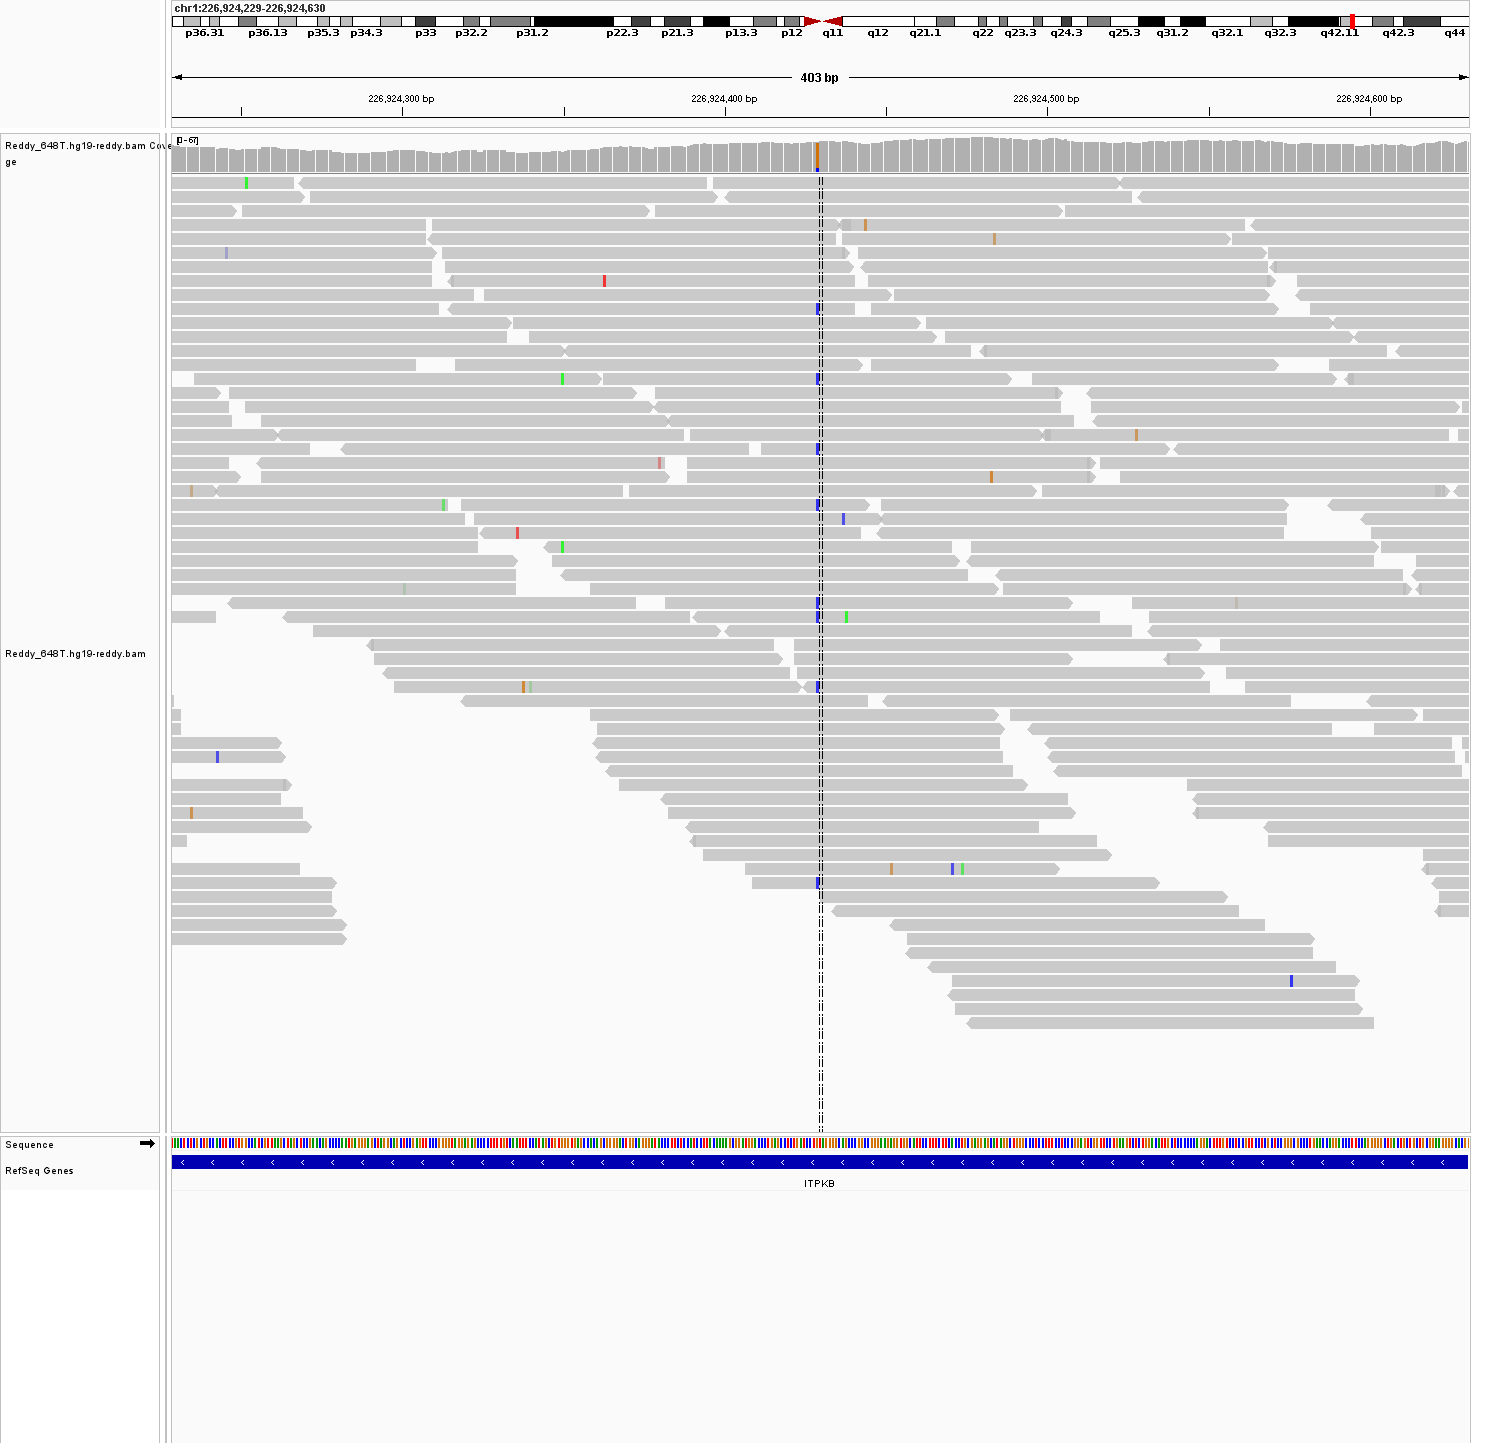 chr1:226,924,229-226,924,630
p36.31 p36.13 p35.3 p34.3 p33 p32.2 p31.2 p22.3 p21.3 p13.3 p12 q11 q12 q21.1 q22 q23.3 q24.3 q25.3 q31.2 q32.1 q32.3 q42.11 q42.3 q44
403 bp
226,924,300 bp 226,924,400 bp 226,924,500 bp 226,924,600 bp
[0 - 67]
Reddy_648T.hg19-reddy.bam Cove
ge
Reddy_648T.hg19-reddy.bam
Sequence
RefSeq Genes
ITPKB